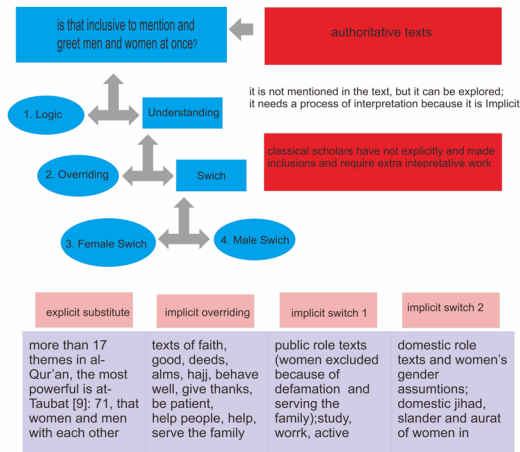 is that inclusive to mention and
greet men and women at once?
authoritative texts
it is not mentioned in the text, but it can be explored;
it needs a process of interpretation because it is Implicit
1. Logic
Understanding
classical scholars have not explicitly and made
inclusions and require extra intepretative work
2. Overriding
Swich
3. Female Swich
4. Male Swich
explicit substitute
implicit overriding
implicit switch 1
implicit switch 2
more than 17
themes in al-
Qur'an, the most
powerful is at-
Taubat [9]: 71, that
women and men
with each other
texts of faith,
good, deeds,
alms, hajj, behave
well, give thanks,
be patient,
help people, help,
serve the family
public role texts
(women excluded
because of
defamation and
serving the
family);study,
worrk, active
domestic role
texts and women's
gender
assumtions;
domestic jihad,
slander and aurat
of women in